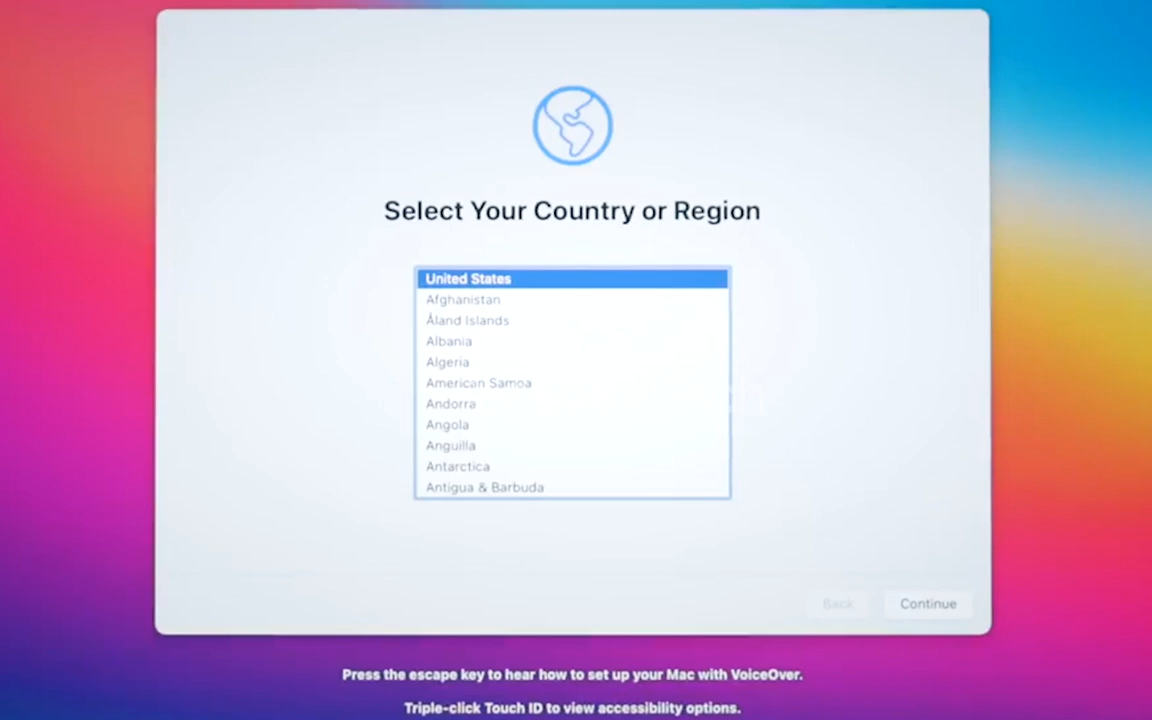 Select Your Country or Region
United States
Afghanistan
Åland Islands
Albania
Algeria
American Samoa
Andorra
Angola
Anguilla
Antarctica
Antigua & Barbuda
Back
Continue
Press the escape key to hear how to set up your Mac with VoiceOver.
Triple-click Touch ID to view accessibility options.